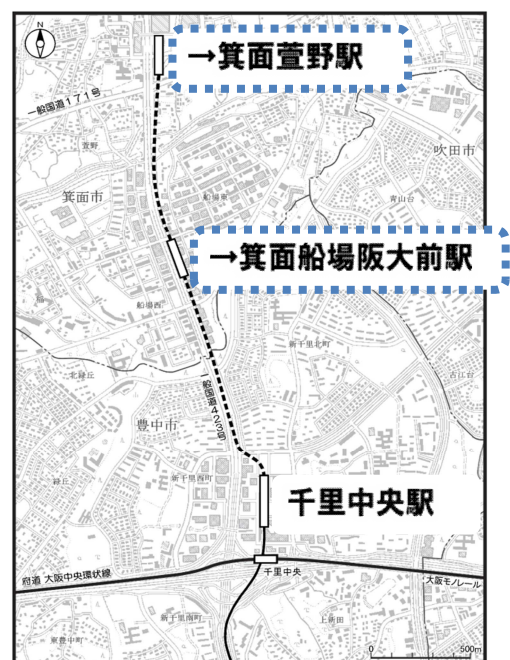 N
→箕面萱野駅
一般国道171号
萱野
吹田市
箕面市
船場東
青山台
→箕面船場阪大前駅
船場西
新千里北町
北緑丘
古江台
一般国道423号
豊中市
新千里西町
緑丘
千里中央駅
千里中央
府道 大阪中央環状線
大阪モノレール
新千里南町
上新田
東豊中町
0 500m